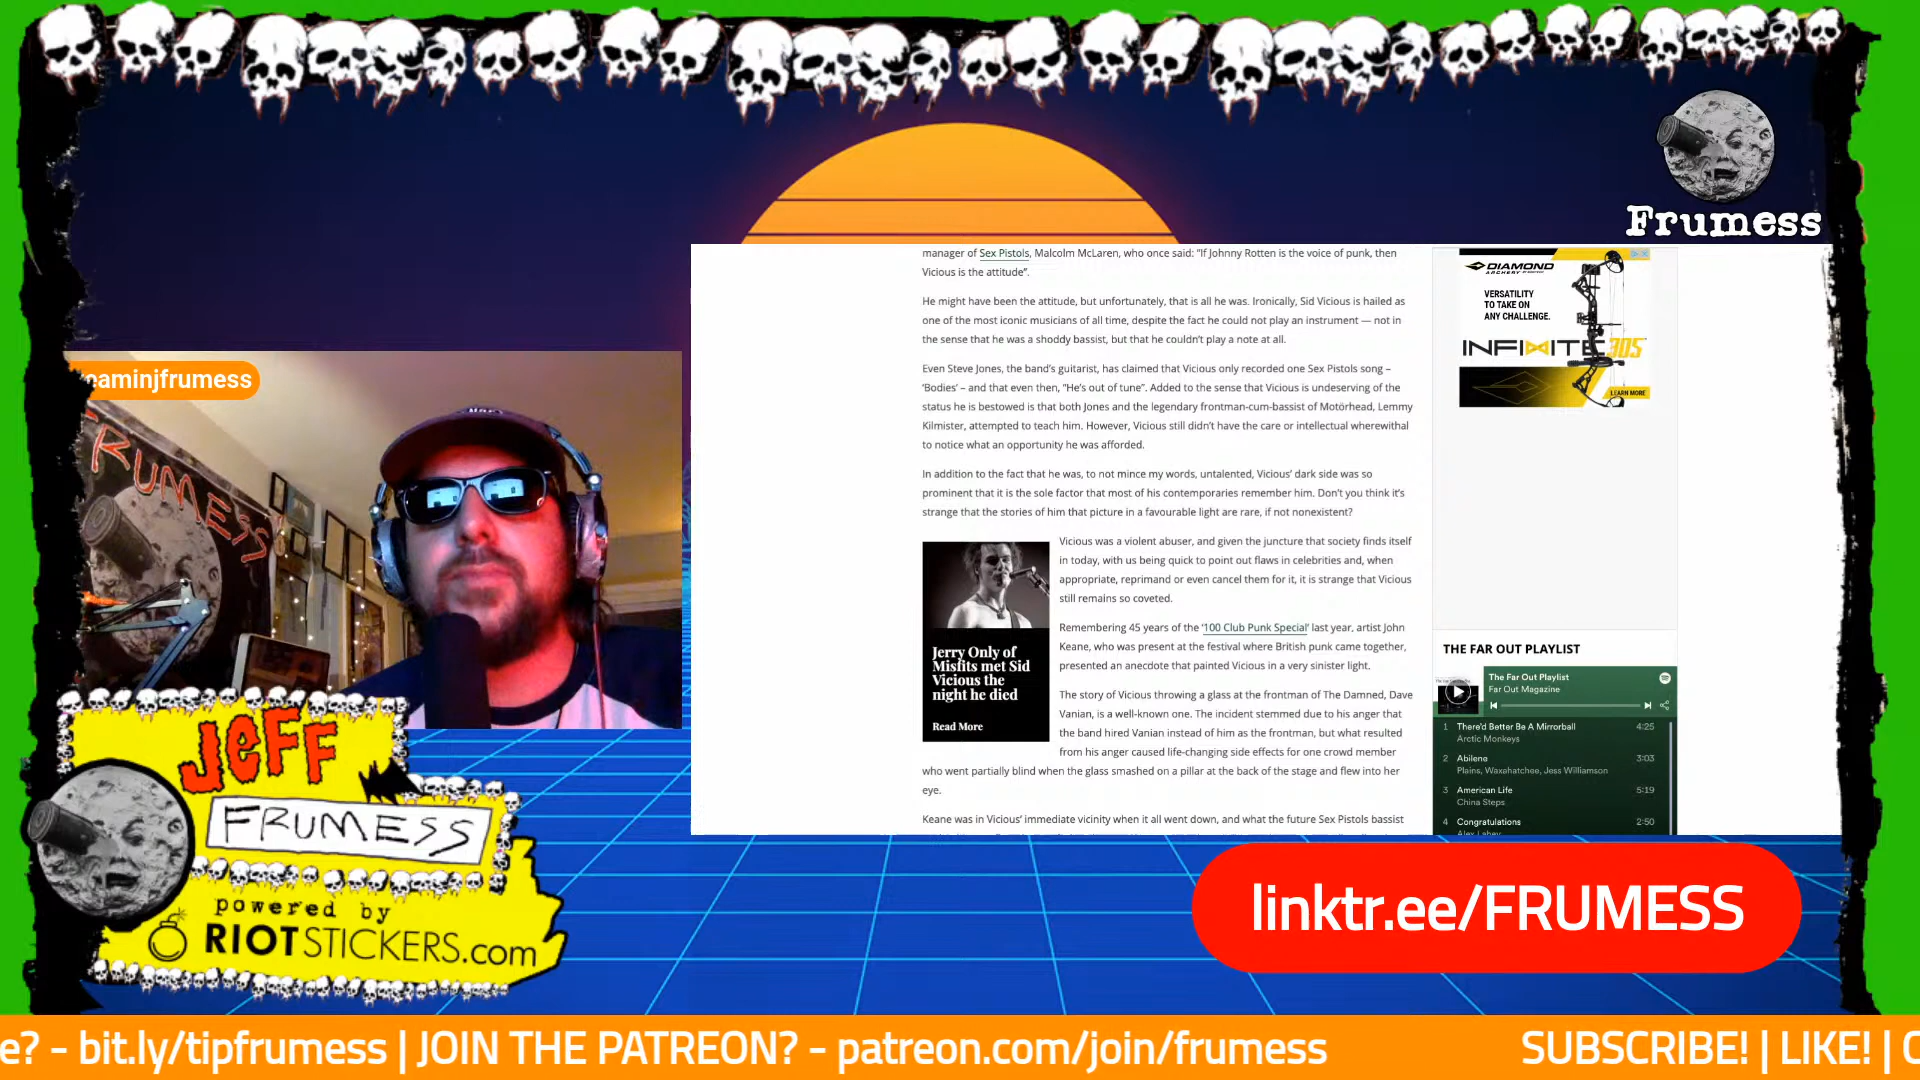 Frumess
manager of Sex Pistols, Malcolm McLaren, who once said: "If Johnny Rotten is the voice of punk, then
Vicious is the attitude".
He might have been the attitude, but unfortunately, that is all he was. Ironically, Sid Vicious is hailed as
one of the most iconic musicians of all time, despite the fact he could not play an instrument — not in
the sense that he was a shoddy bassist, but that he couldn't play a note at all.
Even Steve Jones, the band's guitarist, has claimed that Vicious only recorded one Sex Pistols song –
'Bodies' – and that even then, "He's out of tune". Added to the sense that Vicious is undeserving of the
status he is bestowed is that both Jones and the legendary frontman-cum-bassist of Motörhead, Lemmy
Kilmister, attempted to teach him. However, Vicious still didn't have the care or intellectual wherewithal
to notice what an opportunity he was afforded.
In addition to the fact that he was, to not mince my words, untalented, Vicious' dark side was so
prominent that it is the sole factor that most of his contemporaries remember him. Don't you think it's
strange that the stories of him that picture in a favourable light are rare, if not nonexistent?
Vicious was a violent abuser, and given the juncture that society finds itself
in today, with us being quick to point out flaws in celebrities and, when
appropriate, reprimand or even cancel them for it, it is strange that Vicious
still remains so coveted.
Remembering 45 years of the '100 Club Punk Special' last year, artist John
Keane, who was present at the festival where British punk came together,
presented an anecdote that painted Vicious in a very sinister light.
The story of Vicious throwing a glass at the frontman of The Damned, Dave
Vanian, is a well-known one. The incident stemmed due to his anger that
the band hired Vanian instead of him as the frontman, but what resulted
from his anger caused life-changing side effects for one crowd member
who went partially blind when the glass smashed on a pillar at the back of the stage and flew into her
eye.
Keane was in Vicious' immediate vicinity when it all went down, and what the future Sex Pistols bassist
Jerry Only of
Misfits met Sid
Vicious the
night he died
Read More
DIAMOND
VERSATILITY
TO TAKE ON
ANY CHALLENGE.
INFINITE 305
LEARN MORE
THE FAR OUT PLAYLIST
The Far Out Playlist
Far Out Magazine
1 There'd Better Be A Mirrorball 4:25
Arctic Monkeys
2 Abilene 3:03
Plains, Waxahatchee, Jess Williamson
3 American Life 5:19
China Steps
4 Congratulations 2:50
Alex Lahey
eaminjfrumess
FRUMESS
JeFF
FRUMESS
powered by
RIOTSTICKERS.com
linktr.ee/FRUMESS
e? - bit.ly/tipfrumess | JOIN THE PATREON? - patreon.com/join/frumess SUBSCRIBE! | LIKE! |